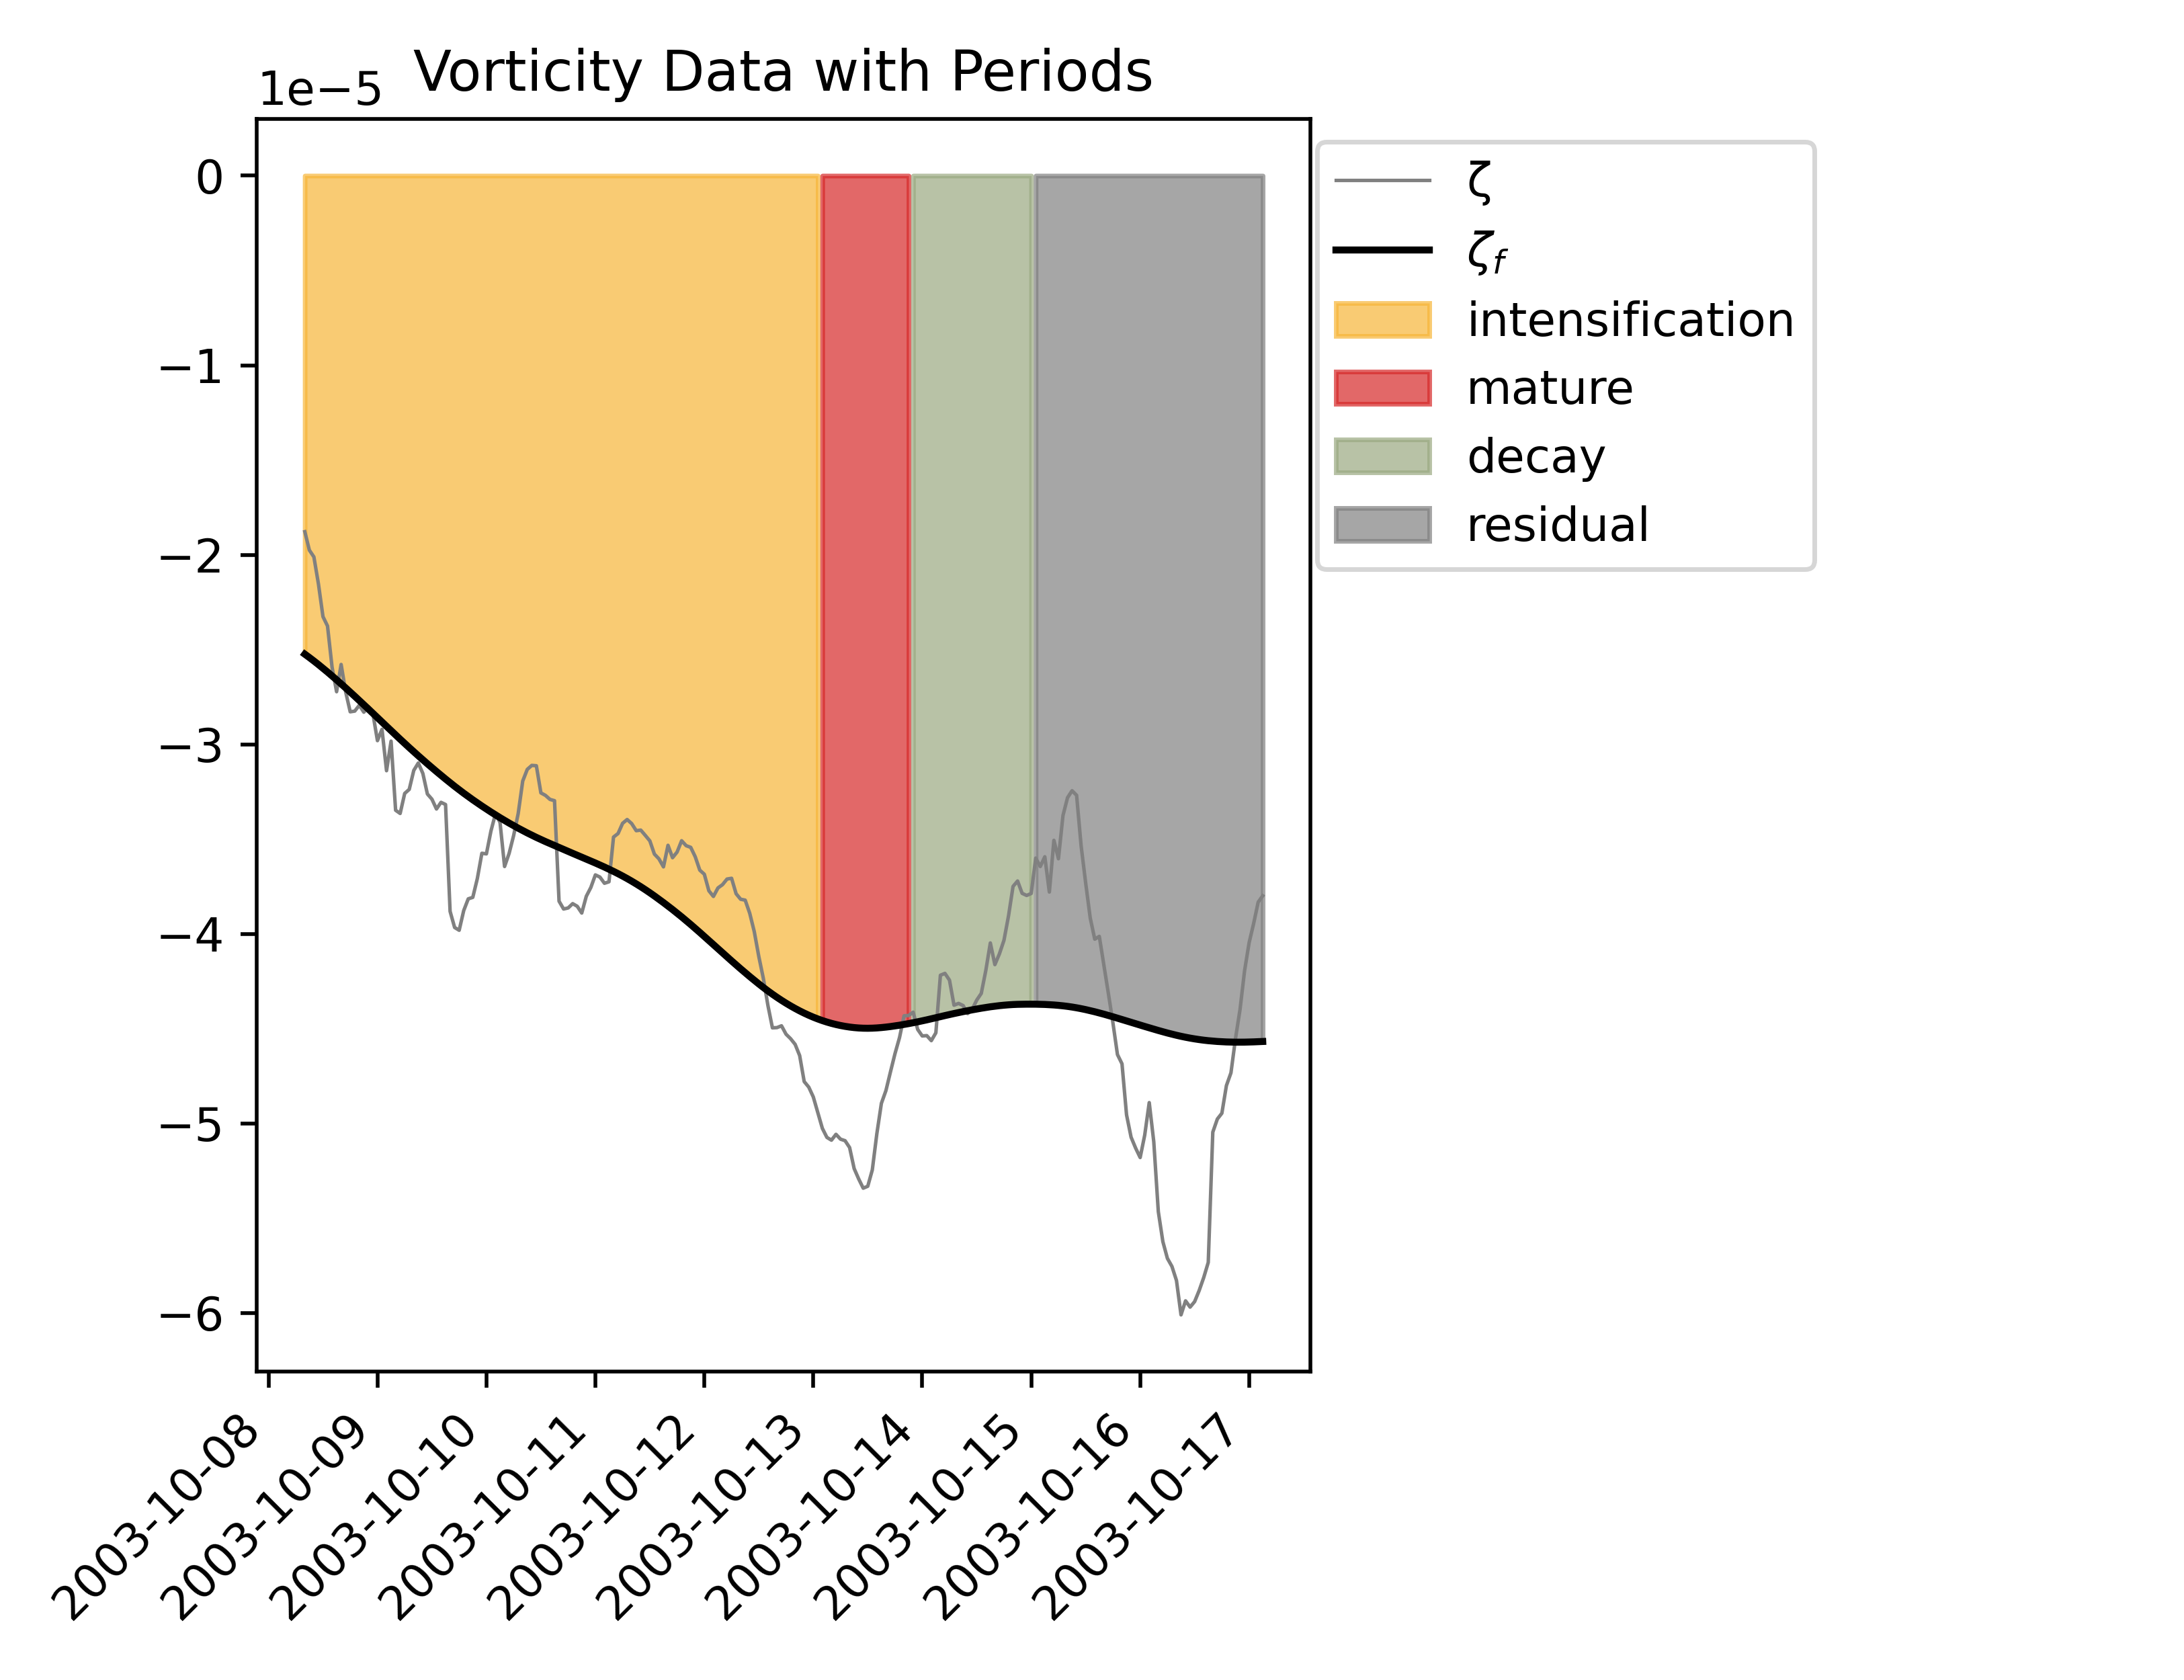 Vorticity Data with Periods
1e−5
0
−1
−2
−3
−4
−5
−6
2003-10-08
2003-10-09
2003-10-10
2003-10-11
2003-10-12
2003-10-13
2003-10-14
2003-10-15
2003-10-16
2003-10-17
ζ
ζf
intensification
mature
decay
residual